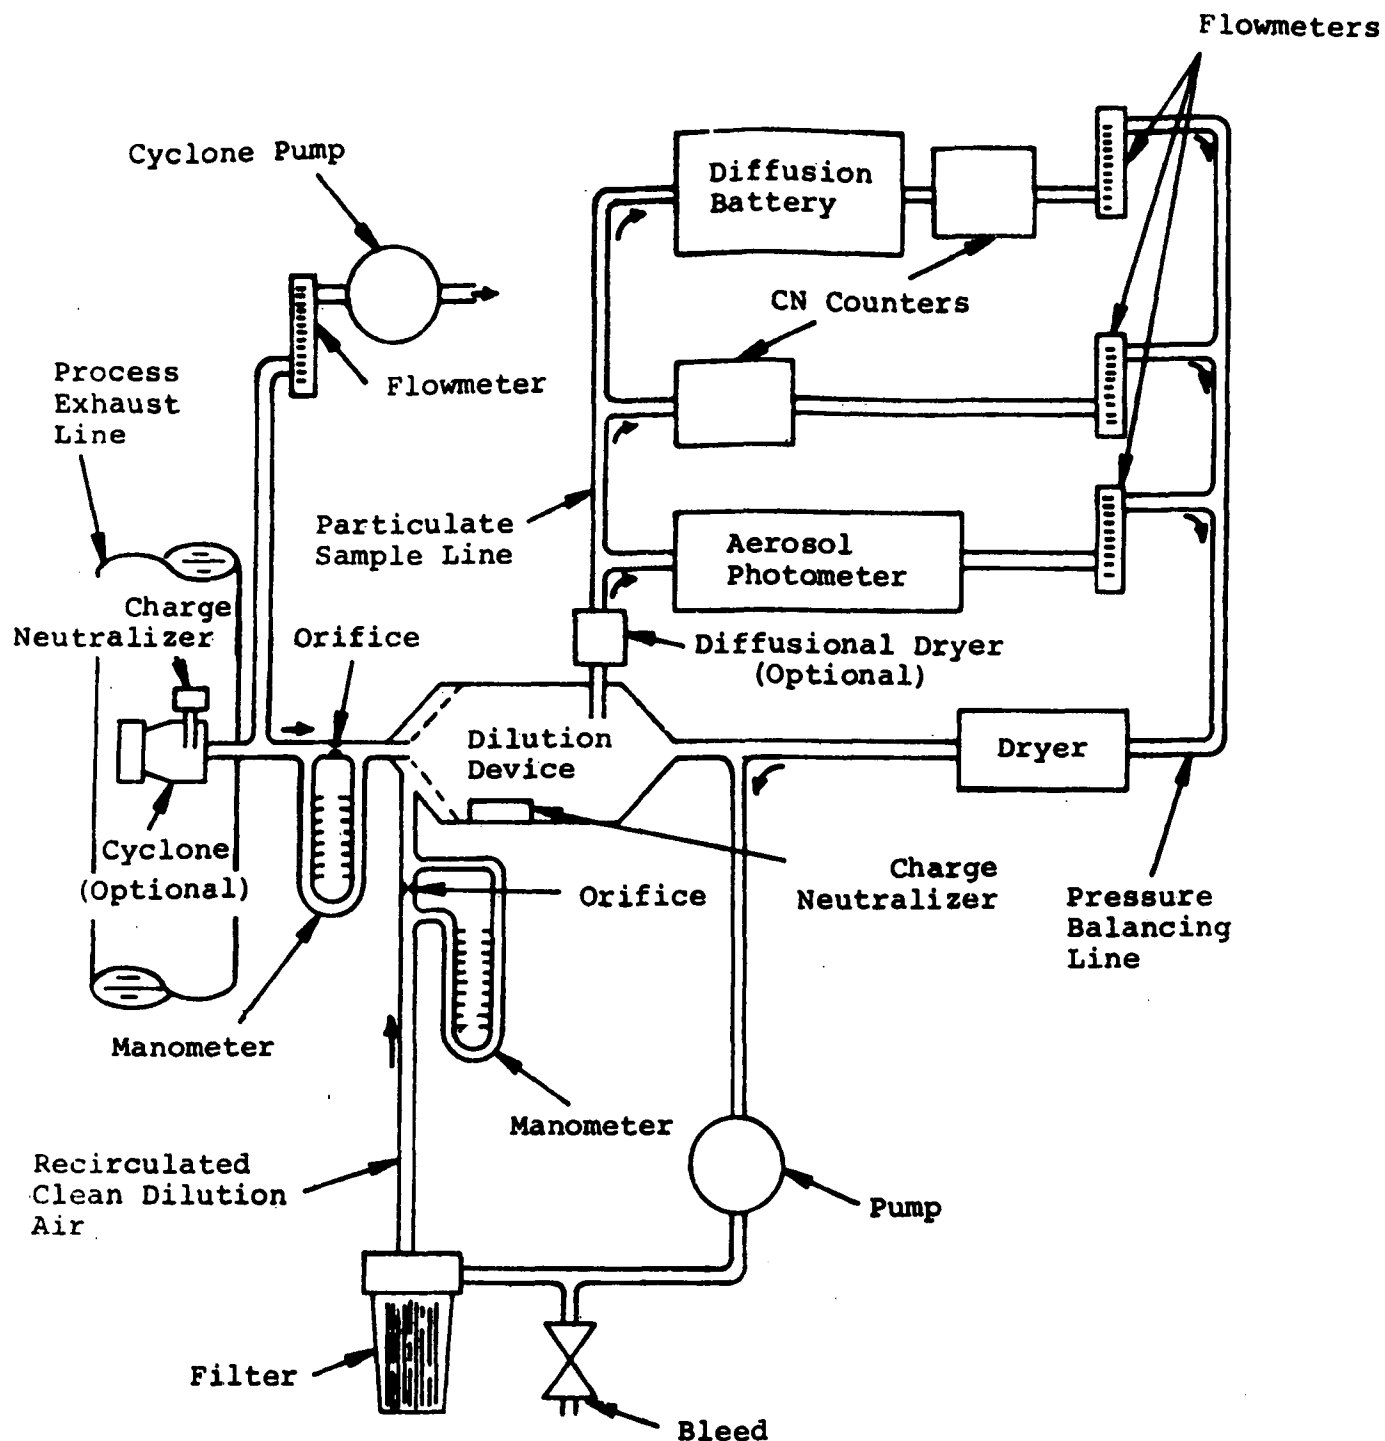 Flowmeters
Cyclone Pump
Diffusion
Battery
CN Counters
Process
Exhaust
Line
Flowmeter
Particulate
Sample Line
Aerosol
Photometer
Charge
Neutralizer
Orifice
Diffusional Dryer
(Optional)
Dilution
Device
Dryer
Cyclone
(Optional)
Charge
Neutralizer
Orifice
Pressure
Balancing
Line
Manometer
Manometer
Recirculated
Clean Dilution
Air
Pump
Filter
Bleed